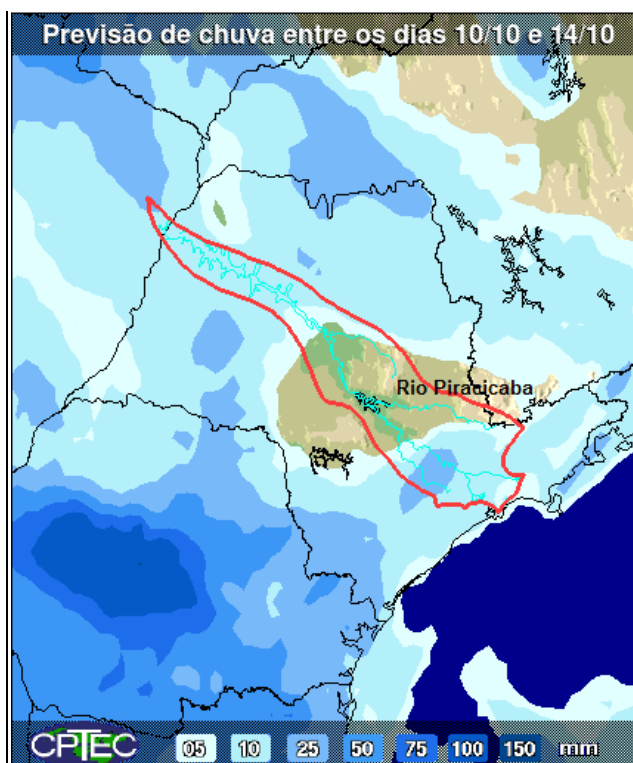 Previsão de chuva entre os dias 10/10 e 14/10
Rio Piracicaba
CPTEC 05 10 25 50 75 100 150 mm